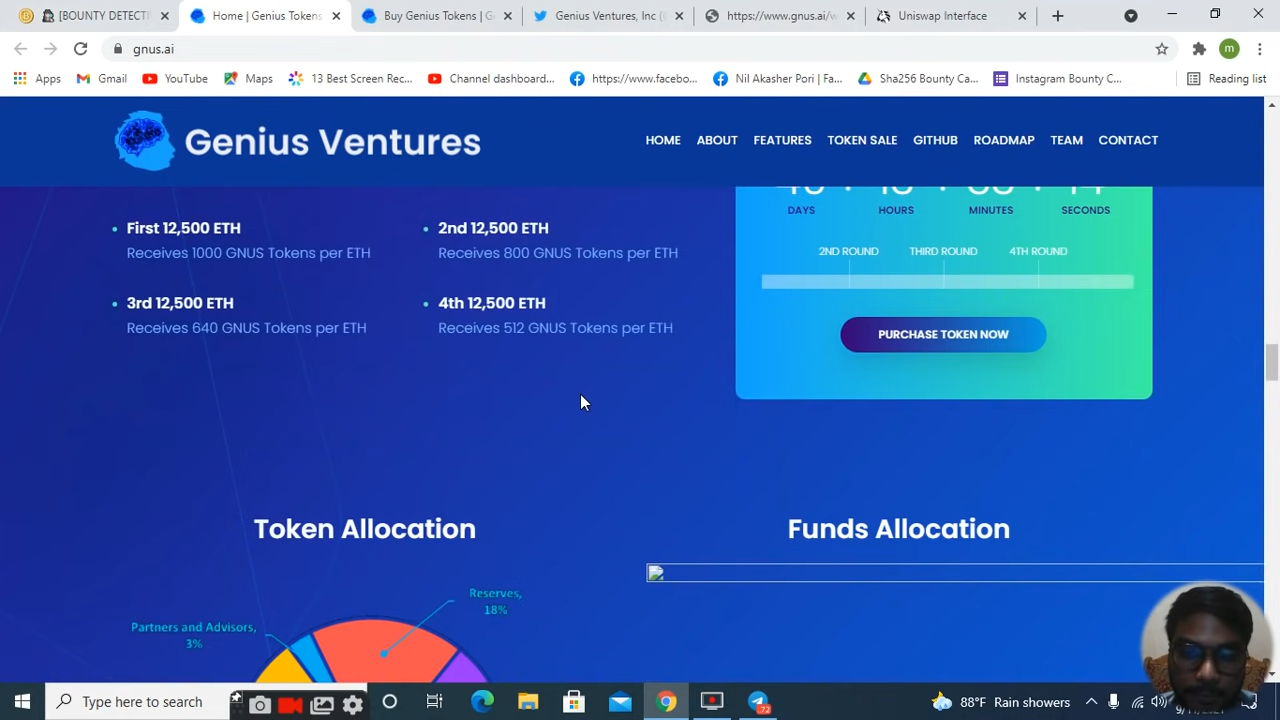 [BOUNTY DETECTI
Home | Genius Tokens
Buy Genius Tokens | G
Genius Ventures, Inc (
https://www.gnus.ai/w
Uniswap Interface
gnus.ai
m
Apps
Gmail
YouTube
Maps
13 Best Screen Rec...
Channel dashboard...
https://www.facebo...
Nil Akasher Pori | Fa...
Sha256 Bounty Ca...
Instagram Bounty C...
Reading list
Genius Ventures
HOME ABOUT FEATURES TOKEN SALE GITHUB ROADMAP TEAM CONTACT
DAYS HOURS MINUTES SECONDS
First 12,500 ETH
Receives 1000 GNUS Tokens per ETH
2nd 12,500 ETH
Receives 800 GNUS Tokens per ETH
3rd 12,500 ETH
Receives 640 GNUS Tokens per ETH
4th 12,500 ETH
Receives 512 GNUS Tokens per ETH
2ND ROUND THIRD ROUND 4TH ROUND
PURCHASE TOKEN NOW
Token Allocation
Funds Allocation
Reserves,
18%
Partners and Advisors,
3%
Type here to search
88°F Rain showers